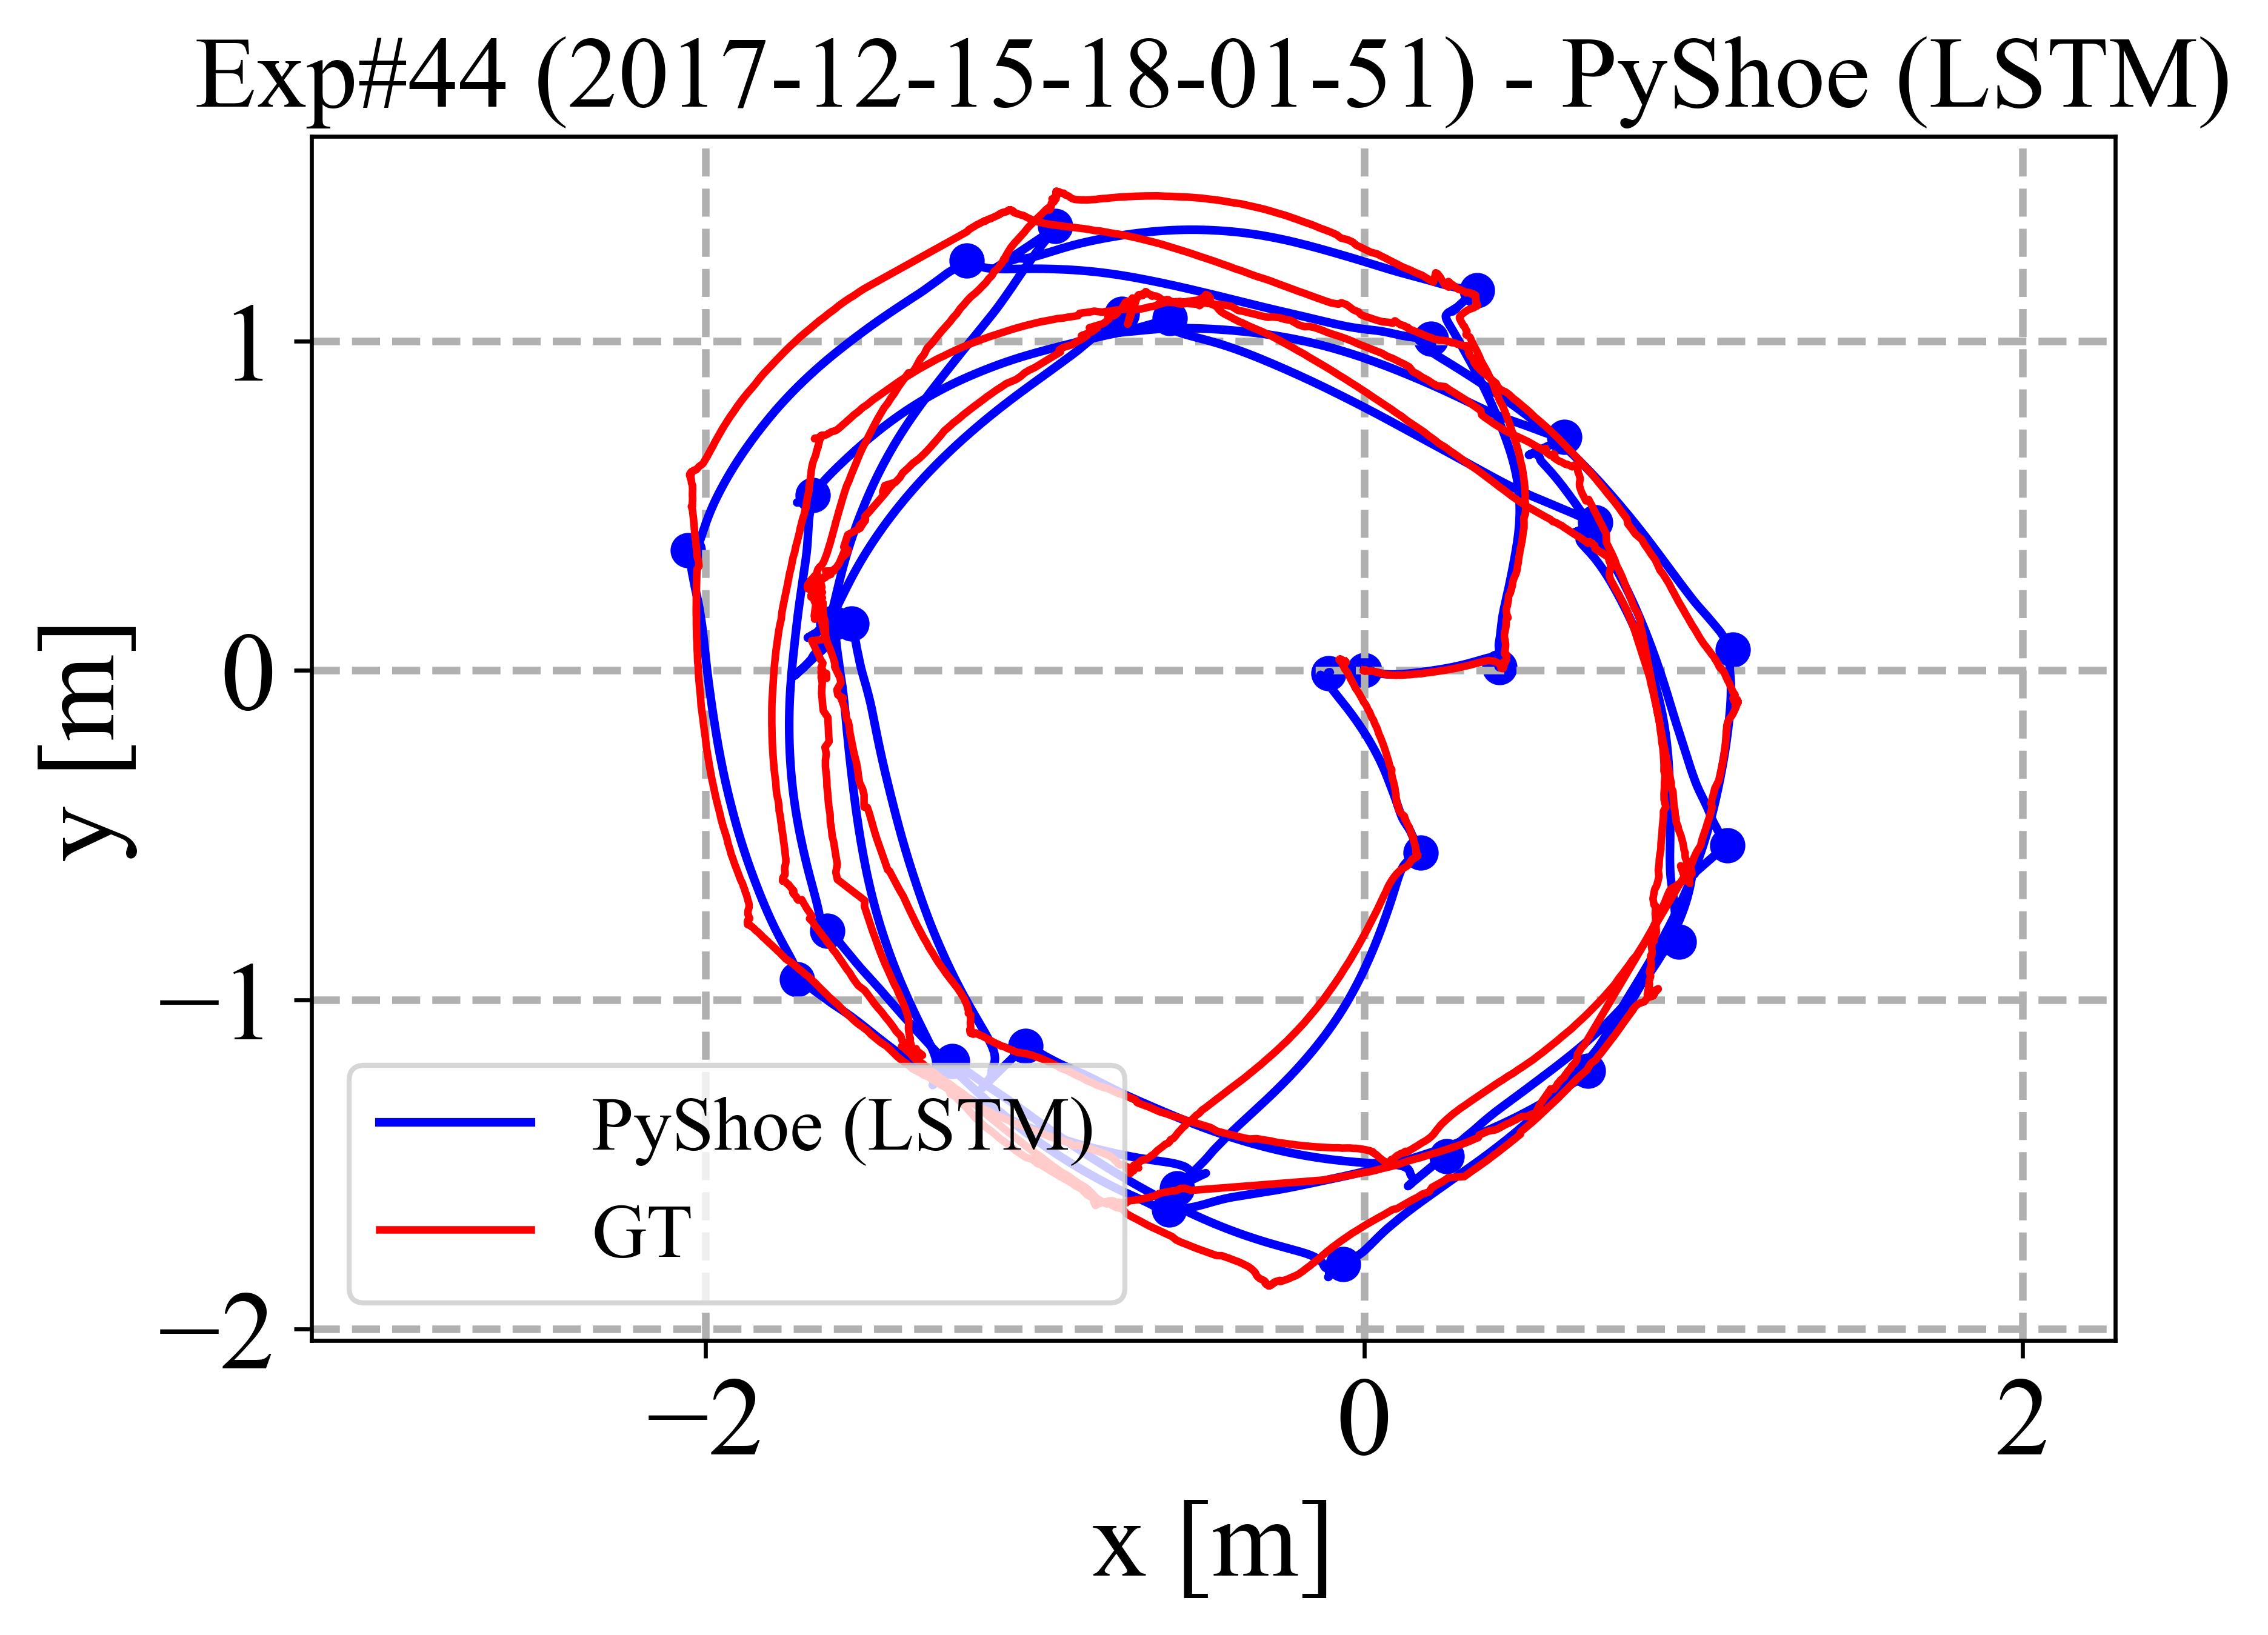 Exp#44 (2017-12-15-18-01-51) - PyShoe (LSTM)
y [m]
1
0
−1
−2
PyShoe (LSTM)
GT
−2 0 2
x [m]